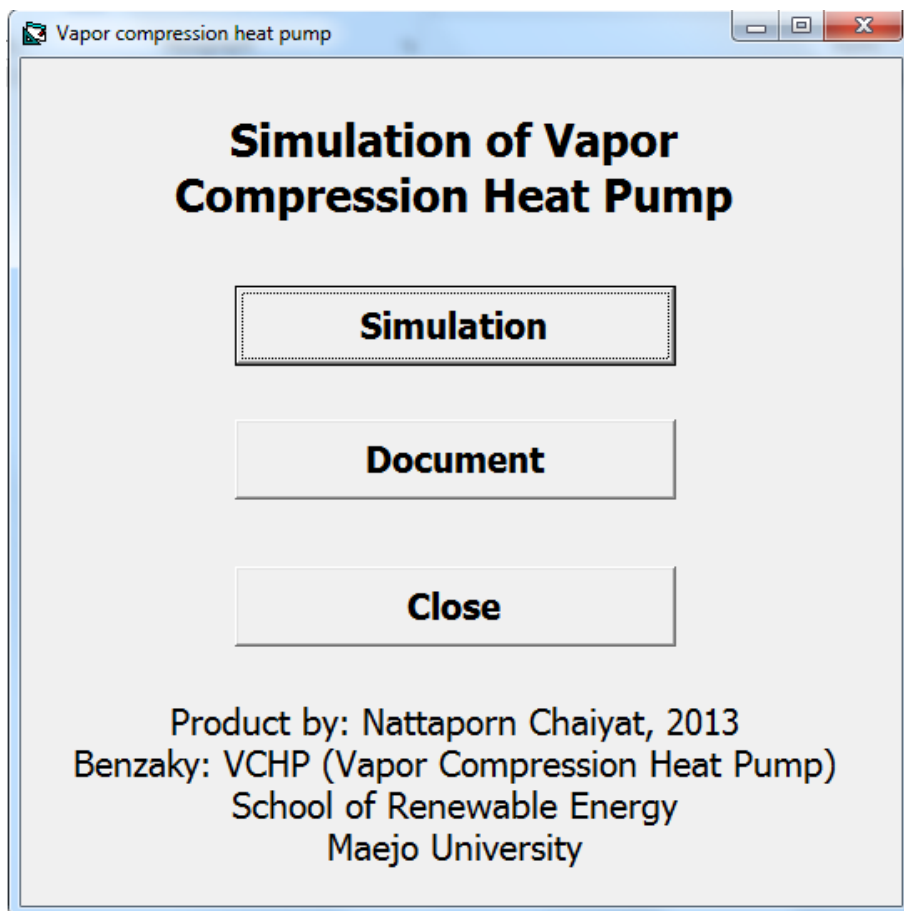 Vapor compression heat pump
Simulation of Vapor
Compression Heat Pump
Simulation
Document
Close
Product by: Nattaporn Chaiyat, 2013
Benzaky: VCHP (Vapor Compression Heat Pump)
School of Renewable Energy
Maejo University